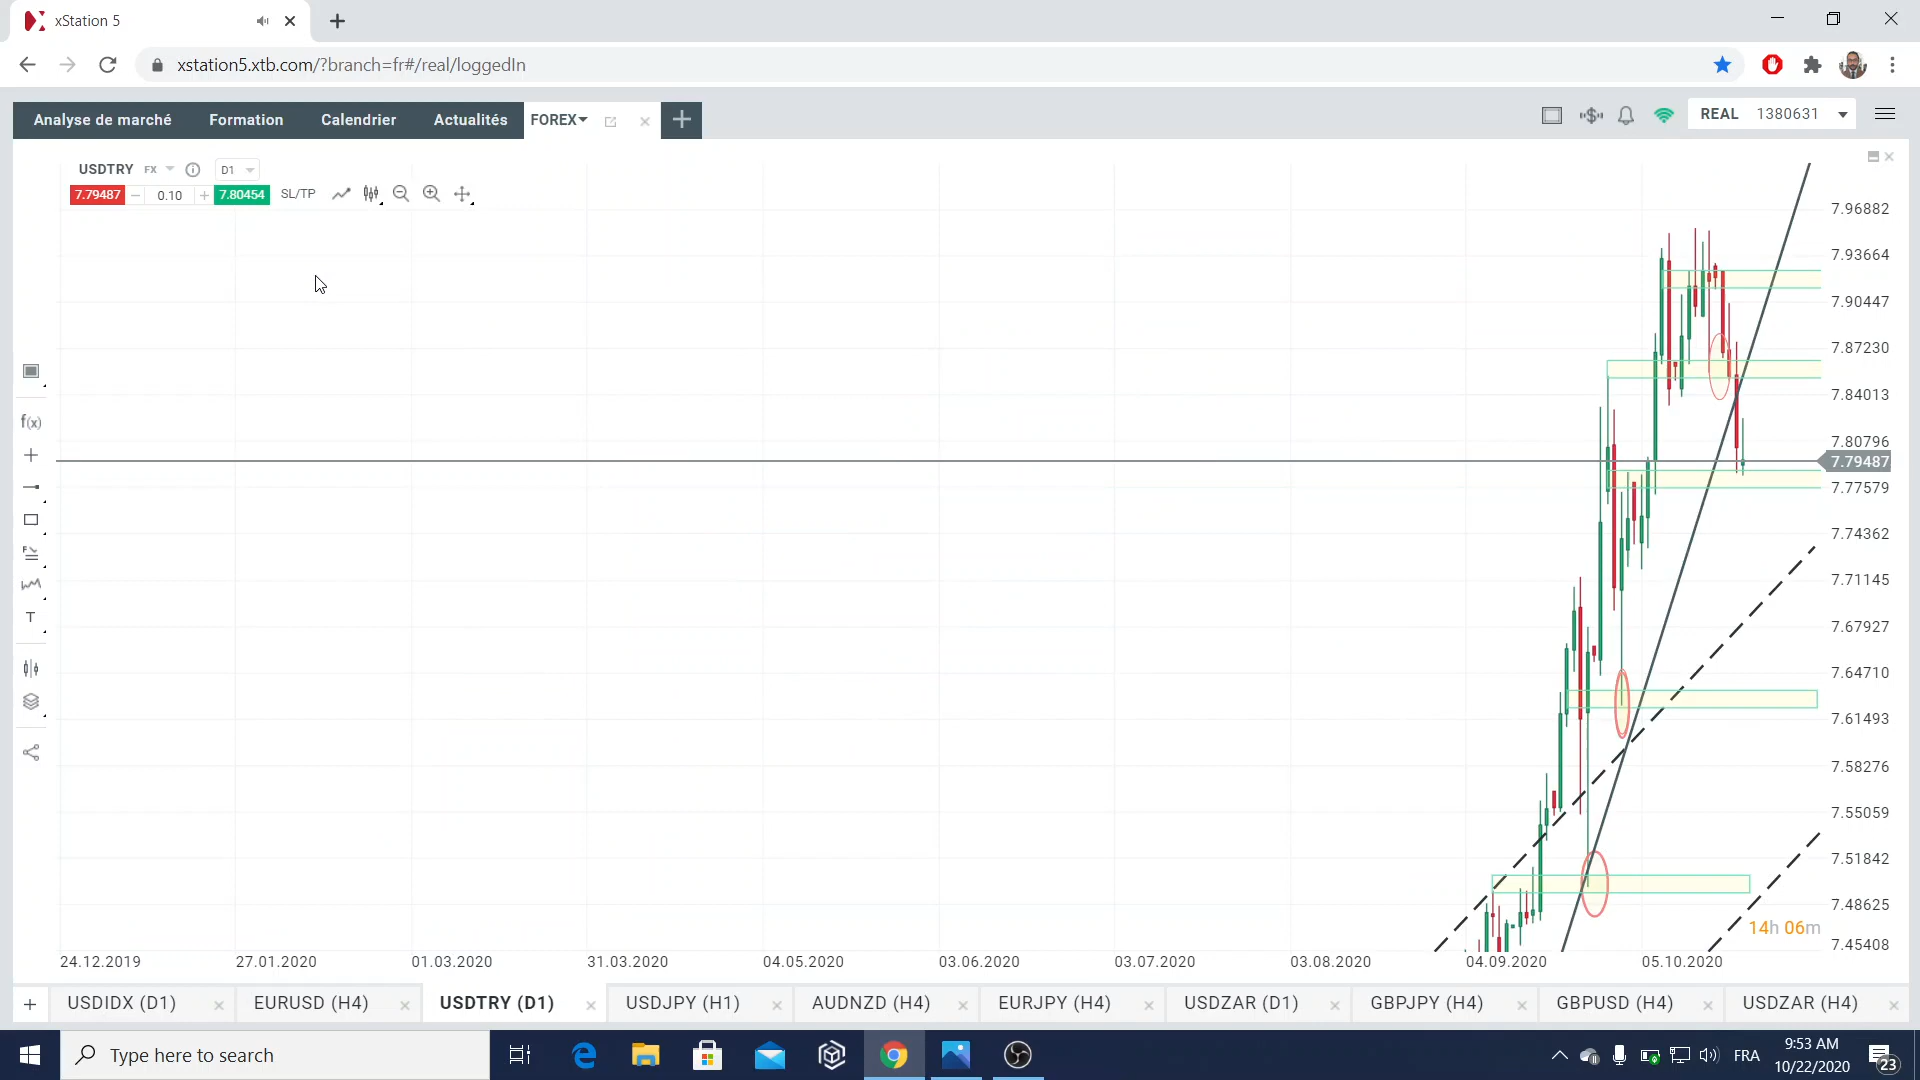 xStation 5
xstation5.xtb.com/?branch=fr#/real/loggedIn
Analyse de marché Formation Calendrier Actualités FOREX REAL 1380631
USDTRY FX D1
7.79487 0.10 7.80454 SL/TP
7.96882
7.93664
7.90447
7.87230
7.84013
7.80796
7.79487
7.77579
7.74362
7.71145
7.67927
7.64710
7.61493
7.58276
7.55059
7.51842
7.48625
7.45408
f(x)
F
T
14h 06m
24.12.2019 27.01.2020 01.03.2020 31.03.2020 04.05.2020 03.06.2020 03.07.2020 03.08.2020 04.09.2020 05.10.2020
USDIDX (D1) EURUSD (H4) USDTRY (D1) USDJPY (H1) AUDNZD (H4) EURJPY (H4) USDZAR (D1) GBPJPY (H4) GBPUSD (H4) USDZAR (H4)
Type here to search FRA 9:53 AM
10/22/2020 23